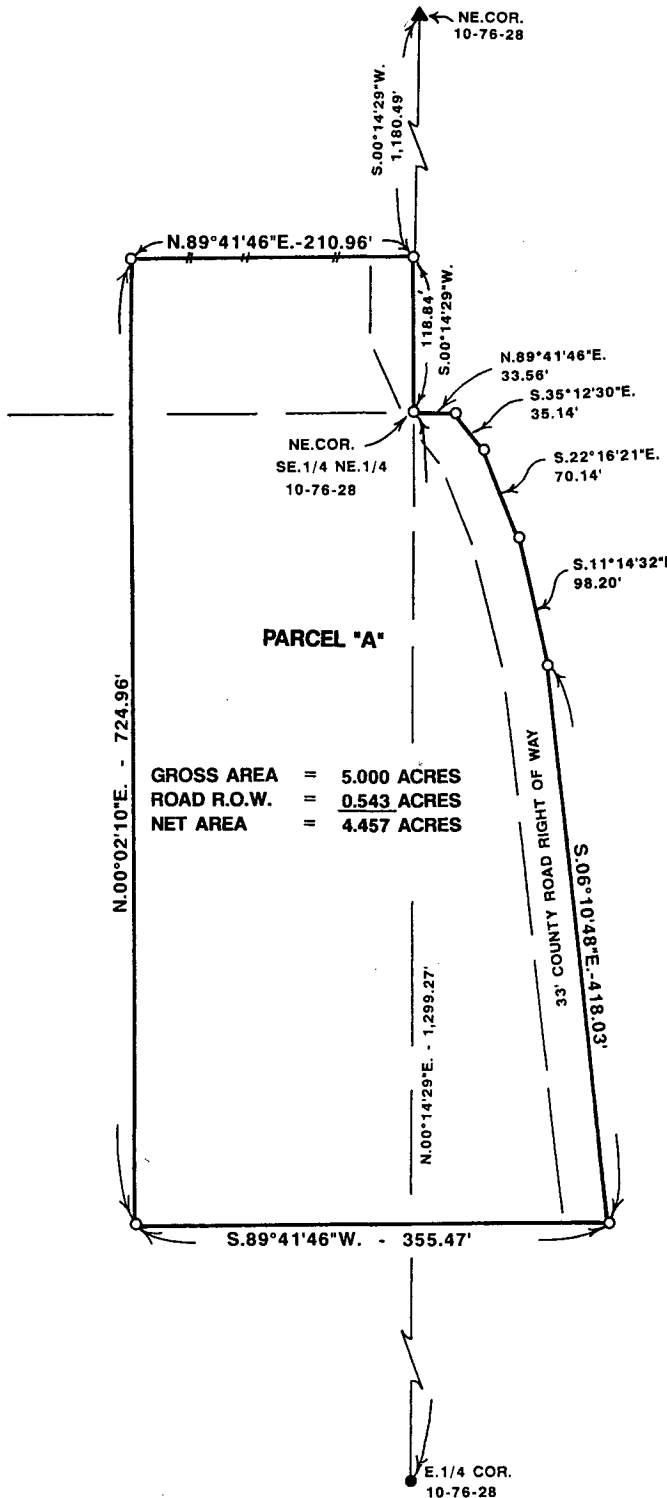 NE.COR.
10-76-28
S.00°14'29"W.
1,180.49'
N.89°41'46"E.-210.96'
118.84'
S.00°14'29"W.
N.89°41'46"E.
33.56'
S.35°12'30"E.
35.14'
NE.COR.
SE.1/4 NE.1/4
10-76-28
S.22°16'21"E.
70.14'
S.11°14'32"
98.20'
PARCEL "A"
N.00°02'10"E. - 724.96'
GROSS AREA = 5.000 ACRES
ROAD R.O.W. = 0.543 ACRES
NET AREA = 4.457 ACRES
33' COUNTY ROAD RIGHT OF WAY
S.06°10'48"E.-418.03'
N.00°14'29"E. - 1,299.27'
S.89°41'46"W. - 355.47'
E.1/4 COR.
10-76-28